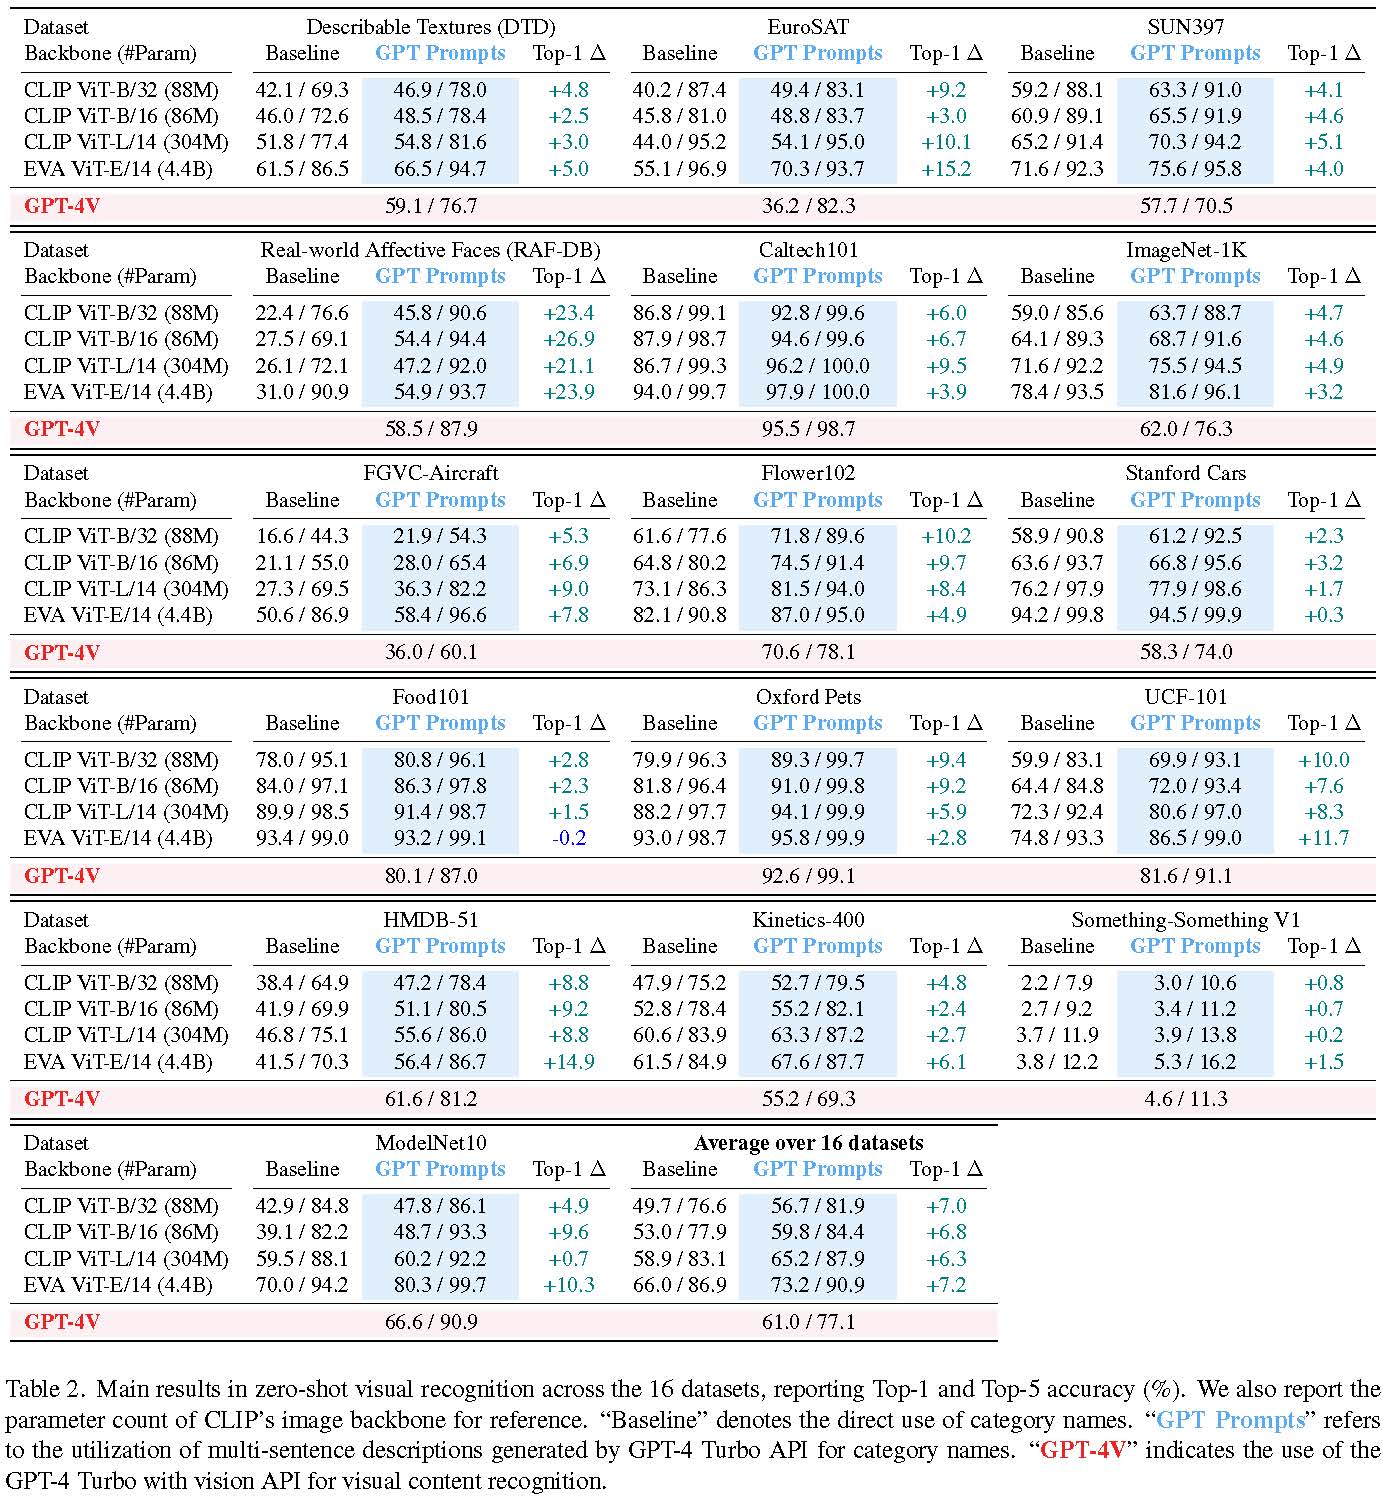 Dataset Describable Textures (DTD) EuroSAT SUN397
Backbone (#Param) Baseline GPT Prompts Top-1 Δ Baseline GPT Prompts Top-1 Δ Baseline GPT Prompts Top-1 Δ
CLIP ViT-B/32 (88M) 42.1 / 69.3 46.9 / 78.0 +4.8 40.2 / 87.4 49.4 / 83.1 +9.2 59.2 / 88.1 63.3 / 91.0 +4.1
CLIP ViT-B/16 (86M) 46.0 / 72.6 48.5 / 78.4 +2.5 45.8 / 81.0 48.8 / 83.7 +3.0 60.9 / 89.1 65.5 / 91.9 +4.6
CLIP ViT-L/14 (304M) 51.8 / 77.4 54.8 / 81.6 +3.0 44.0 / 95.2 54.1 / 95.0 +10.1 65.2 / 91.4 70.3 / 94.2 +5.1
EVA ViT-E/14 (4.4B) 61.5 / 86.5 66.5 / 94.7 +5.0 55.1 / 96.9 70.3 / 93.7 +15.2 71.6 / 92.3 75.6 / 95.8 +4.0
GPT-4V 59.1 / 76.7 36.2 / 82.3 57.7 / 70.5
Dataset Real-world Affective Faces (RAF-DB) Caltech101 ImageNet-1K
Backbone (#Param) Baseline GPT Prompts Top-1 Δ Baseline GPT Prompts Top-1 Δ Baseline GPT Prompts Top-1 Δ
CLIP ViT-B/32 (88M) 22.4 / 76.6 45.8 / 90.6 +23.4 86.8 / 99.1 92.8 / 99.6 +6.0 59.0 / 85.6 63.7 / 88.7 +4.7
CLIP ViT-B/16 (86M) 27.5 / 69.1 54.4 / 94.4 +26.9 87.9 / 98.7 94.6 / 99.6 +6.7 64.1 / 89.3 68.7 / 91.6 +4.6
CLIP ViT-L/14 (304M) 26.1 / 72.1 47.2 / 92.0 +21.1 86.7 / 99.3 96.2 / 100.0 +9.5 71.6 / 92.2 75.5 / 94.5 +4.9
EVA ViT-E/14 (4.4B) 31.0 / 90.9 54.9 / 93.7 +23.9 94.0 / 99.7 97.9 / 100.0 +3.9 78.4 / 93.5 81.6 / 96.1 +3.2
GPT-4V 58.5 / 87.9 95.5 / 98.7 62.0 / 76.3
Dataset FGVC-Aircraft Flower102 Stanford Cars
Backbone (#Param) Baseline GPT Prompts Top-1 Δ Baseline GPT Prompts Top-1 Δ Baseline GPT Prompts Top-1 Δ
CLIP ViT-B/32 (88M) 16.6 / 44.3 21.9 / 54.3 +5.3 61.6 / 77.6 71.8 / 89.6 +10.2 58.9 / 90.8 61.2 / 92.5 +2.3
CLIP ViT-B/16 (86M) 21.1 / 55.0 28.0 / 65.4 +6.9 64.8 / 80.2 74.5 / 91.4 +9.7 63.6 / 93.7 66.8 / 95.6 +3.2
CLIP ViT-L/14 (304M) 27.3 / 69.5 36.3 / 82.2 +9.0 73.1 / 86.3 81.5 / 94.0 +8.4 76.2 / 97.9 77.9 / 98.6 +1.7
EVA ViT-E/14 (4.4B) 50.6 / 86.9 58.4 / 96.6 +7.8 82.1 / 90.8 87.0 / 95.0 +4.9 94.2 / 99.8 94.5 / 99.9 +0.3
GPT-4V 36.0 / 60.1 70.6 / 78.1 58.3 / 74.0
Dataset Food101 Oxford Pets UCF-101
Backbone (#Param) Baseline GPT Prompts Top-1 Δ Baseline GPT Prompts Top-1 Δ Baseline GPT Prompts Top-1 Δ
CLIP ViT-B/32 (88M) 78.0 / 95.1 80.8 / 96.1 +2.8 79.9 / 96.3 89.3 / 99.7 +9.4 59.9 / 83.1 69.9 / 93.1 +10.0
CLIP ViT-B/16 (86M) 84.0 / 97.1 86.3 / 97.8 +2.3 81.8 / 96.4 91.0 / 99.8 +9.2 64.4 / 84.8 72.0 / 93.4 +7.6
CLIP ViT-L/14 (304M) 89.9 / 98.5 91.4 / 98.7 +1.5 88.2 / 97.7 94.1 / 99.9 +5.9 72.3 / 92.4 80.6 / 97.0 +8.3
EVA ViT-E/14 (4.4B) 93.4 / 99.0 93.2 / 99.1 -0.2 93.0 / 98.7 95.8 / 99.9 +2.8 74.8 / 93.3 86.5 / 99.0 +11.7
GPT-4V 80.1 / 87.0 92.6 / 99.1 81.6 / 91.1
Dataset HMDB-51 Kinetics-400 Something-Something V1
Backbone (#Param) Baseline GPT Prompts Top-1 Δ Baseline GPT Prompts Top-1 Δ Baseline GPT Prompts Top-1 Δ
CLIP ViT-B/32 (88M) 38.4 / 64.9 47.2 / 78.4 +8.8 47.9 / 75.2 52.7 / 79.5 +4.8 2.2 / 7.9 3.0 / 10.6 +0.8
CLIP ViT-B/16 (86M) 41.9 / 69.9 51.1 / 80.5 +9.2 52.8 / 78.4 55.2 / 82.1 +2.4 2.7 / 9.2 3.4 / 11.2 +0.7
CLIP ViT-L/14 (304M) 46.8 / 75.1 55.6 / 86.0 +8.8 60.6 / 83.9 63.3 / 87.2 +2.7 3.7 / 11.9 3.9 / 13.8 +0.2
EVA ViT-E/14 (4.4B) 41.5 / 70.3 56.4 / 86.7 +14.9 61.5 / 84.9 67.6 / 87.7 +6.1 3.8 / 12.2 5.3 / 16.2 +1.5
GPT-4V 61.6 / 81.2 55.2 / 69.3 4.6 / 11.3
Dataset ModelNet10 Average over 16 datasets
Backbone (#Param) Baseline GPT Prompts Top-1 Δ Baseline GPT Prompts Top-1 Δ
CLIP ViT-B/32 (88M) 42.9 / 84.8 47.8 / 86.1 +4.9 49.7 / 76.6 56.7 / 81.9 +7.0
CLIP ViT-B/16 (86M) 39.1 / 82.2 48.7 / 93.3 +9.6 53.0 / 77.9 59.8 / 84.4 +6.8
CLIP ViT-L/14 (304M) 59.5 / 88.1 60.2 / 92.2 +0.7 58.9 / 83.1 65.2 / 87.9 +6.3
EVA ViT-E/14 (4.4B) 70.0 / 94.2 80.3 / 99.7 +10.3 66.0 / 86.9 73.2 / 90.9 +7.2
GPT-4V 66.6 / 90.9 61.0 / 77.1
Table 2. Main results in zero-shot visual recognition across the 16 datasets, reporting Top-1 and Top-5 accuracy (%). We also report the
parameter count of CLIP's image backbone for reference. “Baseline” denotes the direct use of category names. “GPT Prompts” refers
to the utilization of multi-sentence descriptions generated by GPT-4 Turbo API for category names. “GPT-4V” indicates the use of the
GPT-4 Turbo with vision API for visual content recognition.